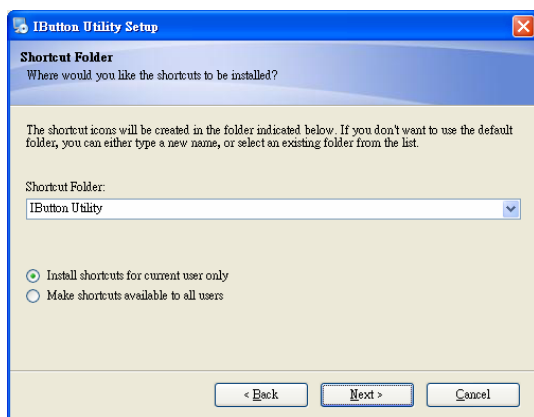 IButton Utility Setup
Shortcut Folder
Where would you like the shortcuts to be installed?
The shortcut icons will be created in the folder indicated below. If you don't want to use the default
folder, you can either type a new name, or select an existing folder from the list.
Shortcut Folder:
IButton Utility
Install shortcuts for current user only
Make shortcuts available to all users
< Back
Next >
Cancel